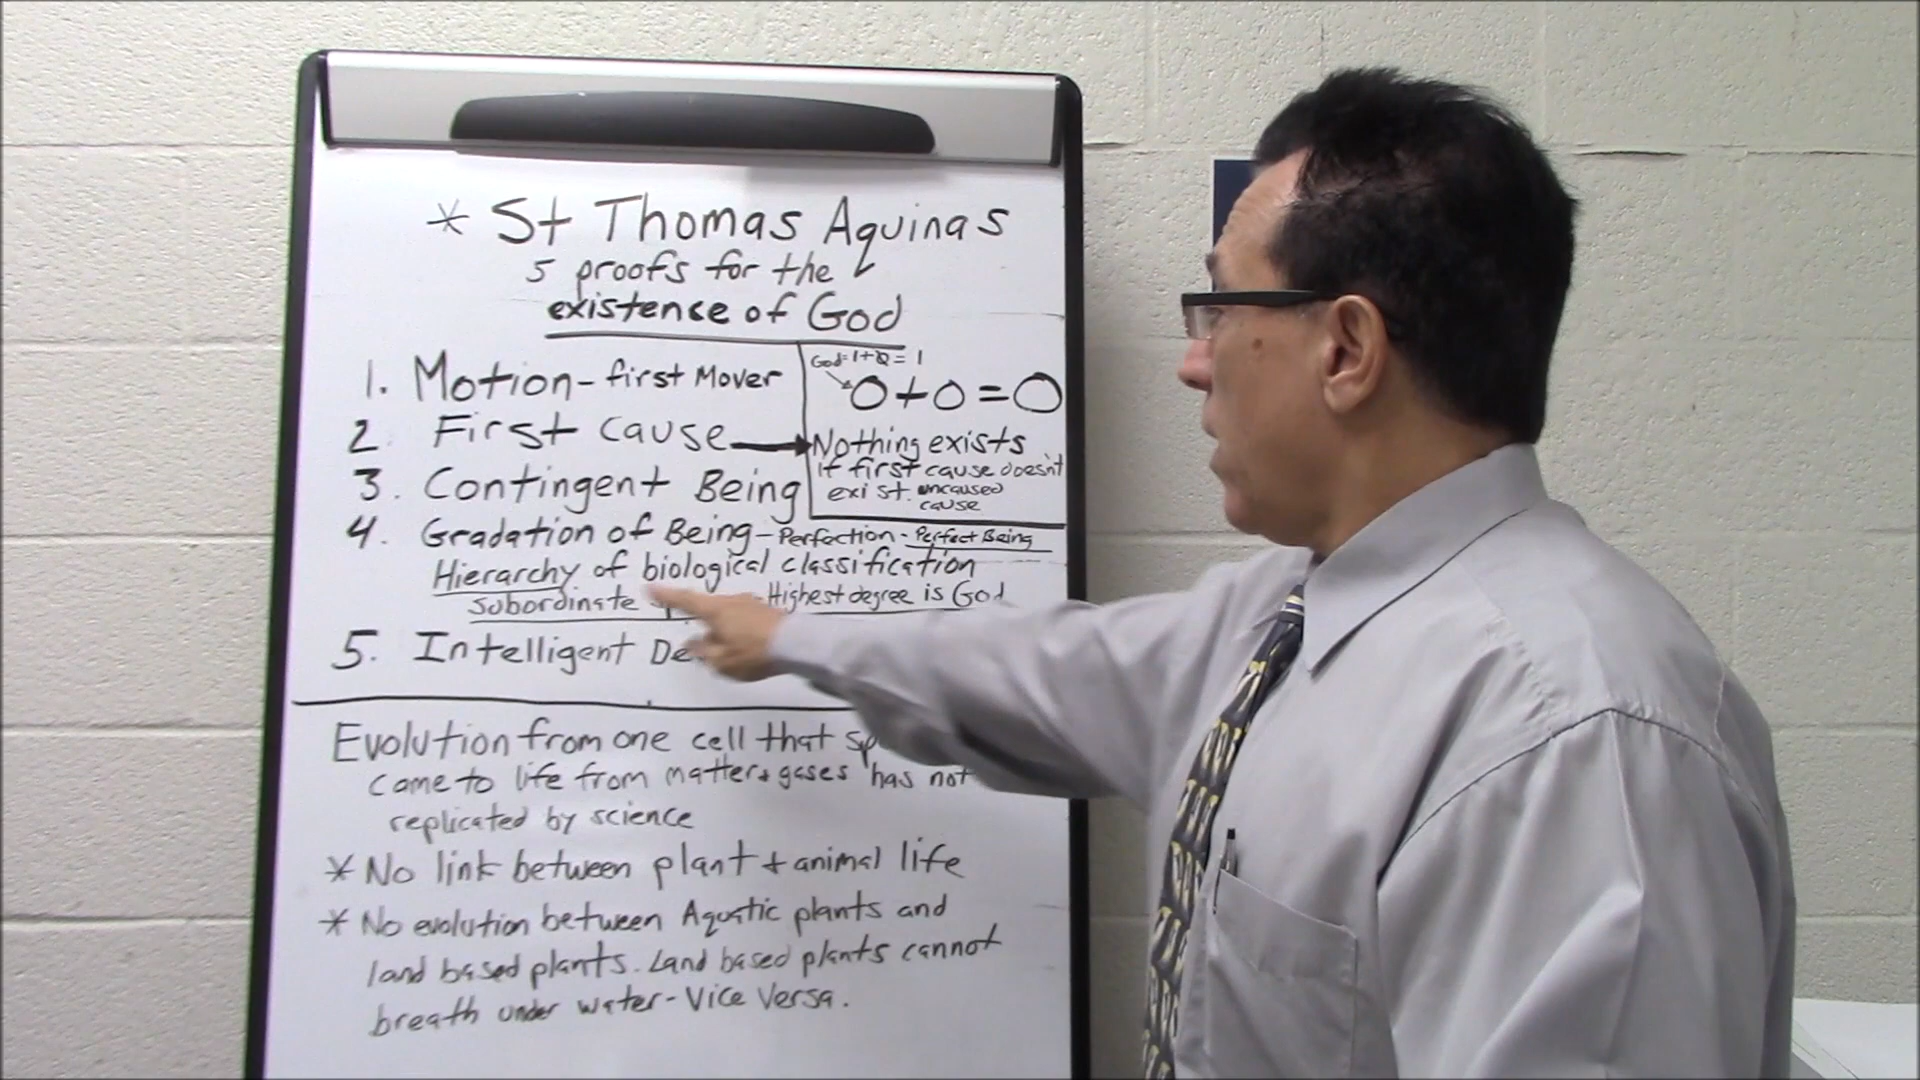 * St Thomas Aquinas
5 proofs for the
existence of God
1. Motion - first Mover
2 First cause
3. Contingent Being
God= 1+0 = 1
0+0=0
Nothing exists
if first cause doesn't
exist. uncaused
cause
4. Gradation of Being - Perfection - Perfect Being
Hierarchy of biological classification
subordinate - Highest degree is God
5. Intelligent De
Evolution from one cell that sp
came to life from matter + gases has not
replicated by science
* No link between plant + animal life
* No evolution between Aquatic plants and
land based plants. Land based plants cannot
breath under water - Vice Versa.